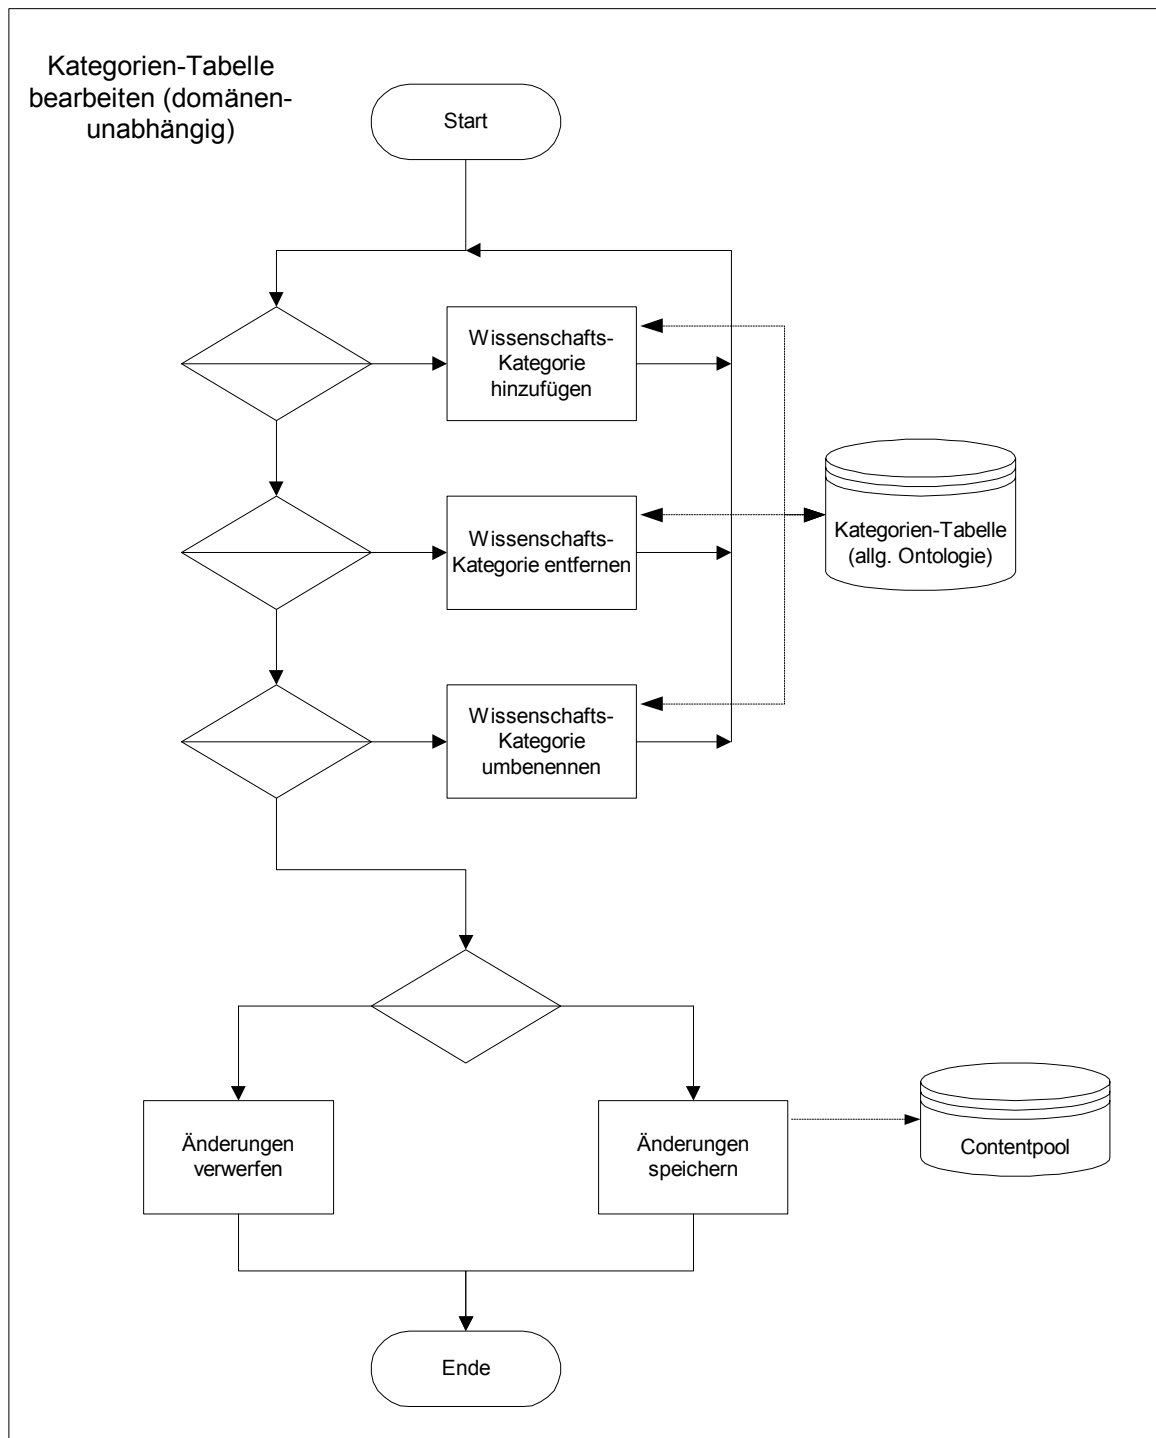 Kategorien-Tabelle
bearbeiten (domänen-
unabhängig)
Start
Wissenschafts-
Kategorie
hinzufügen
Wissenschafts-
Kategorie entfernen
Kategorien-Tabelle
(allg. Ontologie)
Wissenschafts-
Kategorie
umbenennen
Änderungen
verwerfen
Änderungen
speichern
Contentpool
Ende